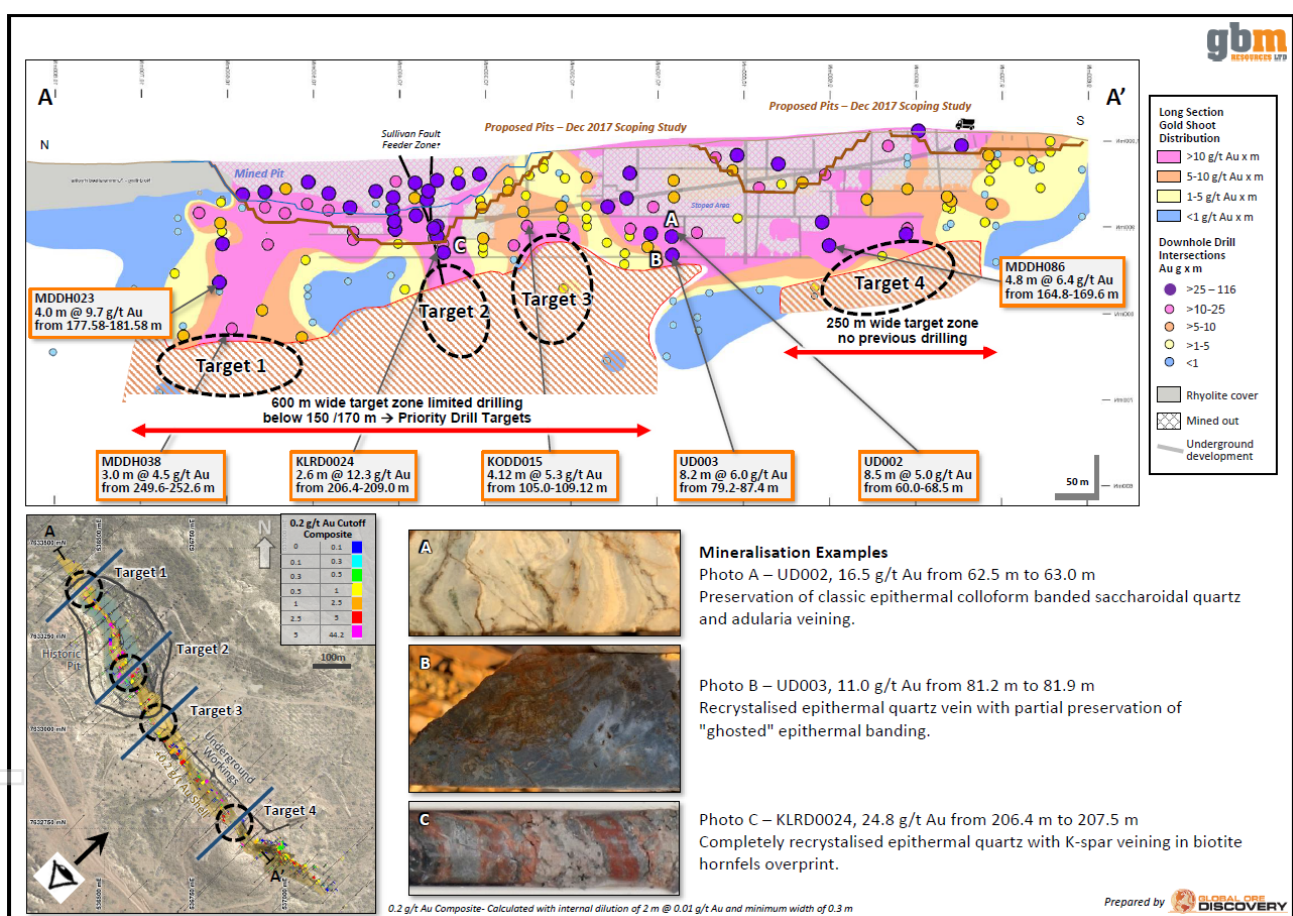 gbm
RESOURCES LTD
A
A'
N
S
Proposed Pits – Dec 2017 Scoping Study
Proposed Pits – Dec 2017 Scoping Study
Sullivan Fault
Feeder Zone?
Mined Pit
Stoped Area
A
B
C
Target 1
Target 2
Target 3
Target 4
MDDH023
4.0 m @ 9.7 g/t Au
from 177.58-181.58 m
MDDH086
4.8 m @ 6.4 g/t Au
from 164.8-169.6 m
250 m wide target zone
no previous drilling
600 m wide target zone limited drilling
below 150 /170 m → Priority Drill Targets
MDDH038
3.0 m @ 4.5 g/t Au
from 249.6-252.6 m
KLRD0024
2.6 m @ 12.3 g/t Au
from 206.4-209.0 m
KODD015
4.12 m @ 5.3 g/t Au
from 105.0-109.12 m
UD003
8.2 m @ 6.0 g/t Au
from 79.2-87.4 m
UD002
8.5 m @ 5.0 g/t Au
from 60.0-68.5 m
50 m
Long Section
Gold Shoot
Distribution
>10 g/t Au x m
5-10 g/t Au x m
1-5 g/t Au x m
<1 g/t Au x m
Downhole Drill
Intersections
Au g x m
>25 – 116
>10-25
>5-10
>1-5
<1
Rhyolite cover
Mined out
Underground
development
A
N
0.2 g/t Au Cutoff
Composite
0 0.1
0.1 0.3
0.3 0.5
0.5 1
1 2.5
2.5 5
5 44.2
100m
Target 1
Target 2
Target 3
Target 4
Historic
Pit
Underground
Workings
0.2 g/t Au Shell
A'
7633500 mN
7633250 mN
7633000 mN
7632750 mN
A
B
C
Mineralisation Examples
Photo A – UD002, 16.5 g/t Au from 62.5 m to 63.0 m
Preservation of classic epithermal colloform banded saccharoidal quartz
and adularia veining.
Photo B – UD003, 11.0 g/t Au from 81.2 m to 81.9 m
Recrystalised epithermal quartz vein with partial preservation of
"ghosted" epithermal banding.
Photo C – KLRD0024, 24.8 g/t Au from 206.4 m to 207.5 m
Completely recrystalised epithermal quartz with K-spar veining in biotite
hornfels overprint.
0.2 g/t Au Composite- Calculated with internal dilution of 2 m @ 0.01 g/t Au and minimum width of 0.3 m
Prepared by
GLOBAL ORE
DISCOVERY